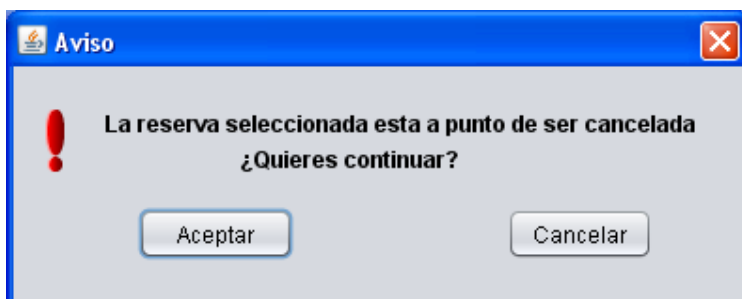 Aviso
La reserva seleccionada esta a punto de ser cancelada
¿Quieres continuar?
Aceptar
Cancelar